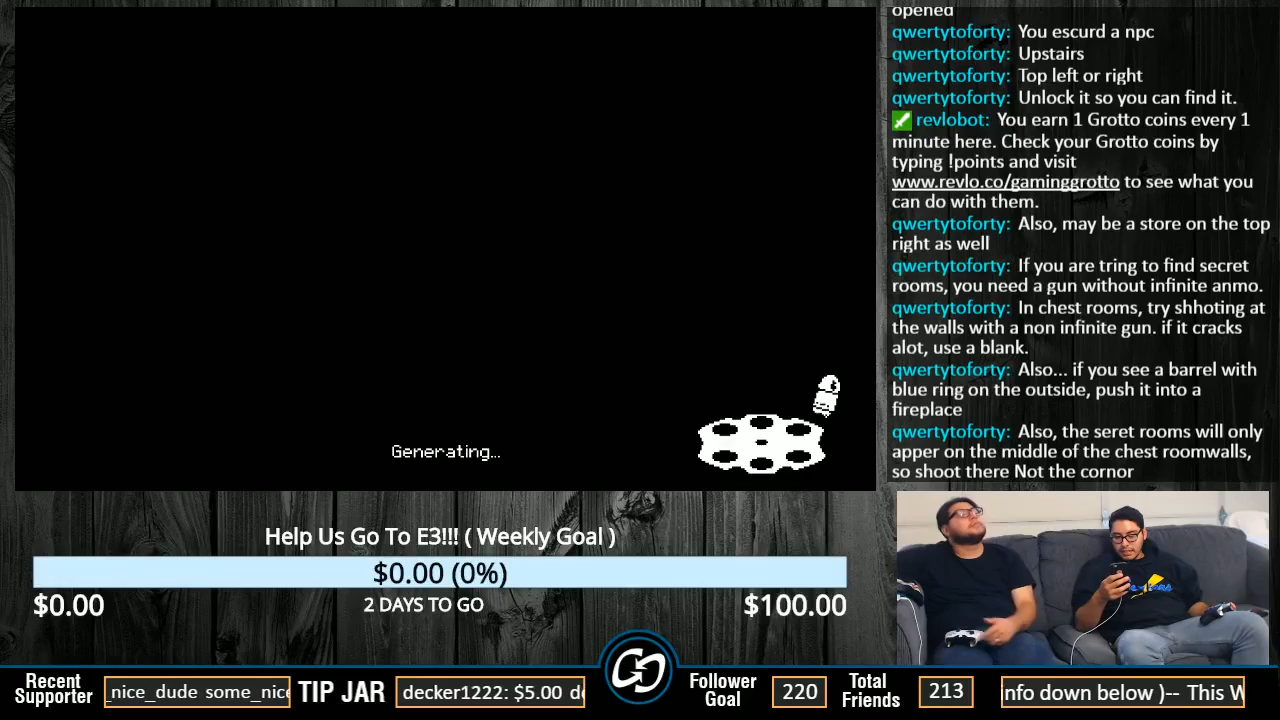 opened
qwertytoforty: You escurd a npc
qwertytoforty: Upstairs
qwertytoforty: Top left or right
qwertytoforty: Unlock it so you can find it.
revlobot: You earn 1 Grotto coins every 1
minute here. Check your Grotto coins by
typing !points and visit
www.revlo.co/gaminggrotto to see what you
can do with them.
qwertytoforty: Also, may be a store on the top
right as well
qwertytoforty: If you are tring to find secret
rooms, you need a gun without infinite anmo.
qwertytoforty: In chest rooms, try shhoting at
the walls with a non infinite gun. if it cracks
alot, use a blank.
qwertytoforty: Also... if you see a barrel with
blue ring on the outside, push it into a
fireplace
qwertytoforty: Also, the seret rooms will only
apper on the middle of the chest roomwalls,
so shoot there Not the cornor
Generating...
Help Us Go To E3!!! ( Weekly Goal )
$0.00 (0%)
$0.00
2 DAYS TO GO
$100.00
Recent
Supporter
_nice_dude some_nice
TIP JAR
decker1222: $5.00 de
Follower
Goal
220
Total
Friends
213
nfo down below )-- This W